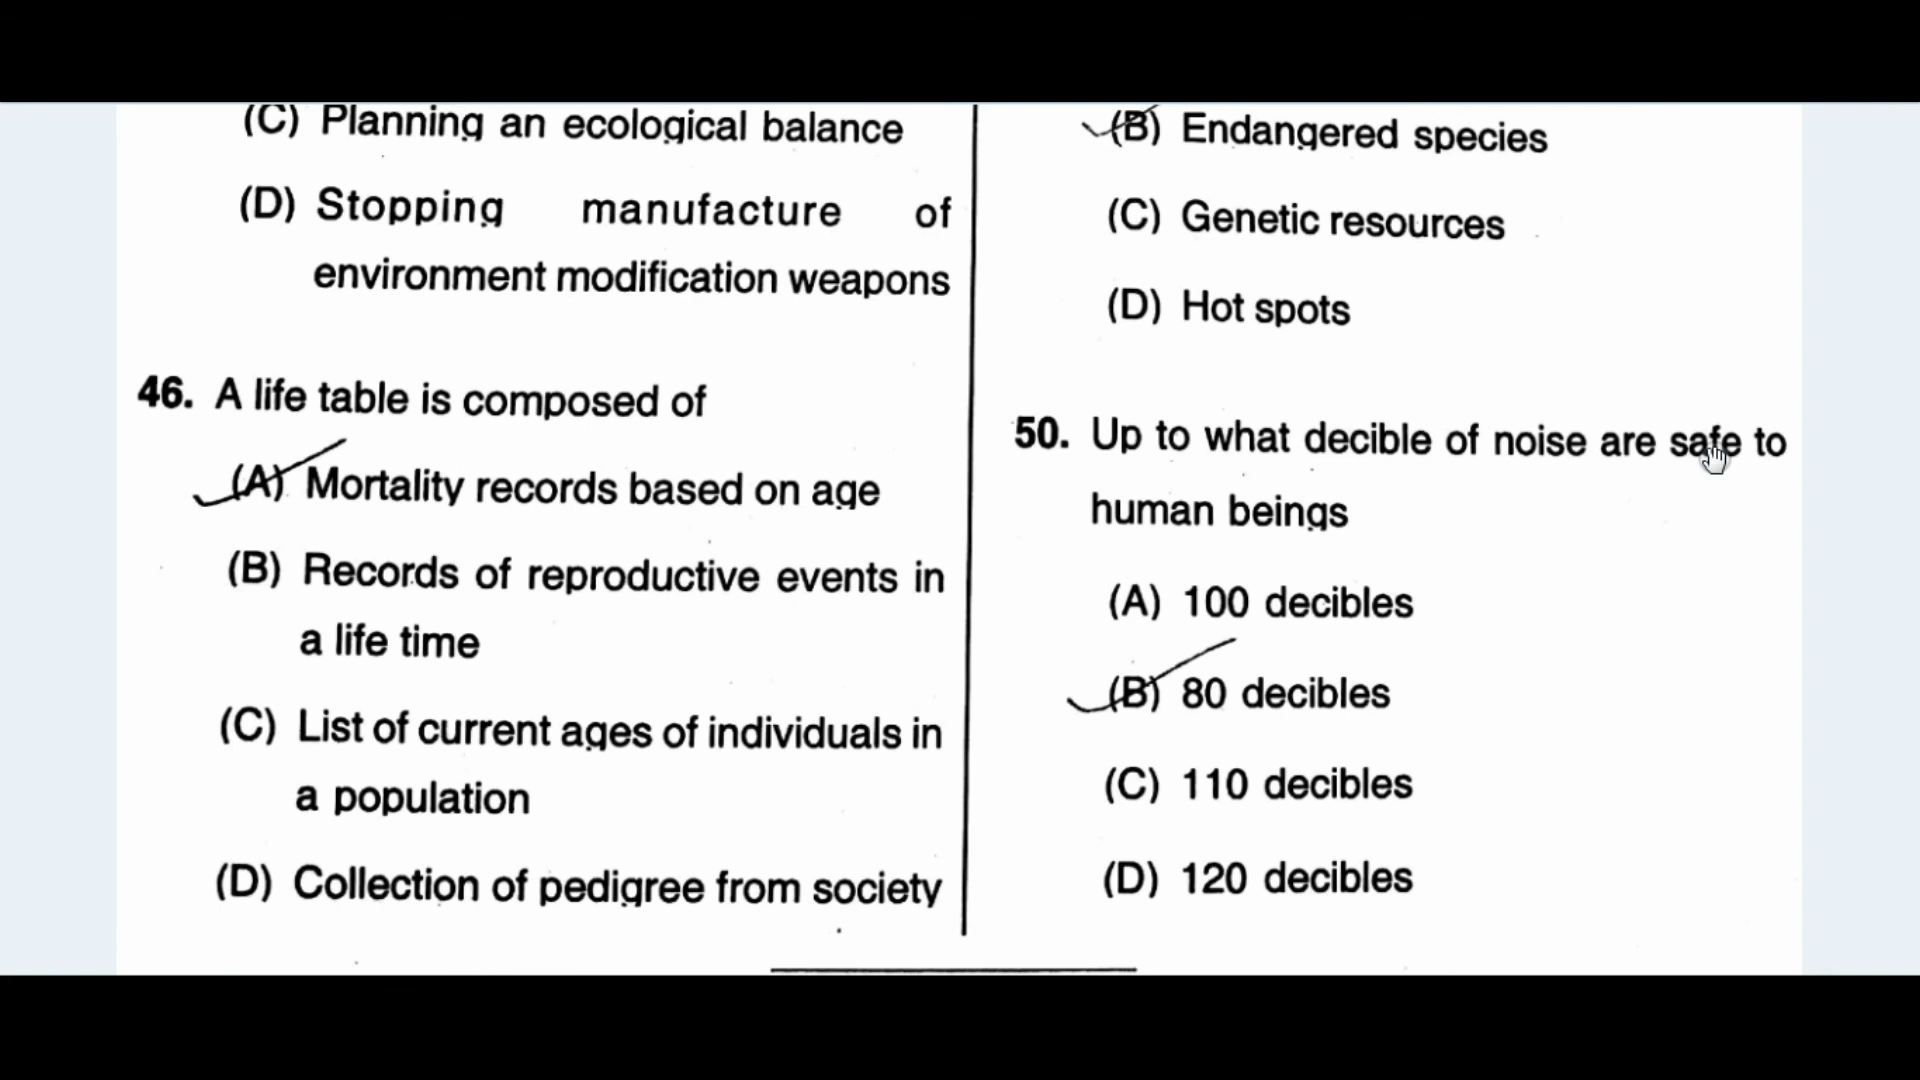 (C) Planning an ecological balance
(D) Stopping manufacture of
environment modification weapons
46. A life table is composed of
(A) Mortality records based on age
(B) Records of reproductive events in
a life time
(C) List of current ages of individuals in
a population
(D) Collection of pedigree from society
(B) Endangered species
(C) Genetic resources
(D) Hot spots
50. Up to what decible of noise are safe to
human beings
(A) 100 decibles
(B) 80 decibles
(C) 110 decibles
(D) 120 decibles